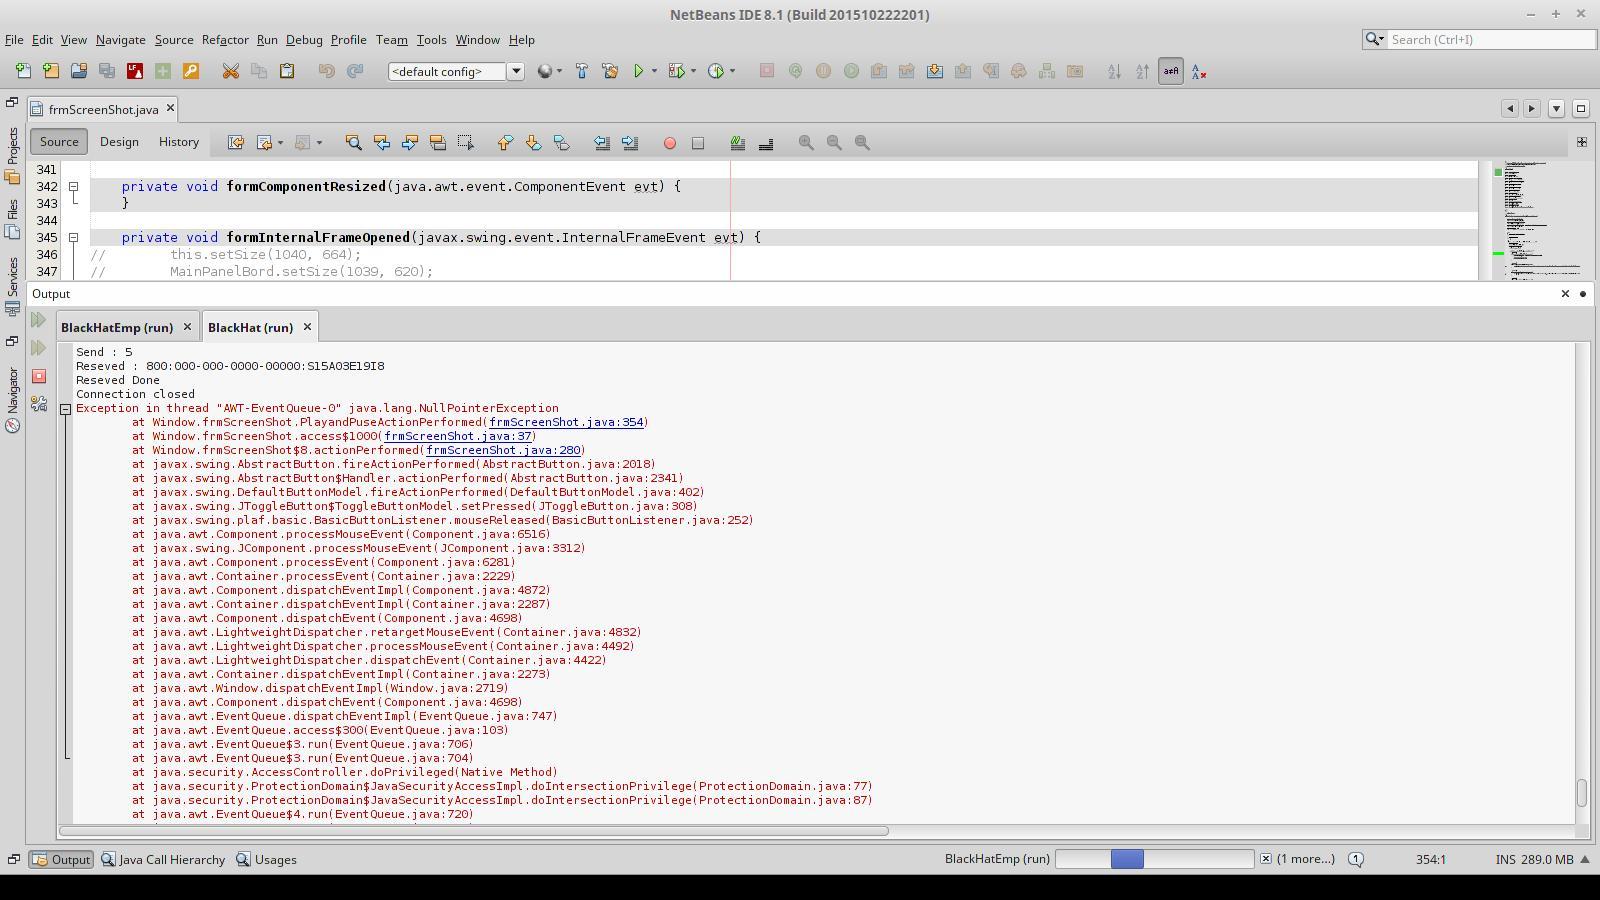 NetBeans IDE 8.1 (Build 201510222201)
File Edit View Navigate Source Refactor Run Debug Profile Team Tools Window Help
Search (Ctrl+I)
<default config>
frmScreenShot.java
Source Design History
Projects
Files
Services
Navigator
341
342 private void formComponentResized(java.awt.event.ComponentEvent evt) {
343 }
344
345 private void formInternalFrameOpened(javax.swing.event.InternalFrameEvent evt) {
346 // this.setSize(1040, 664);
347 // MainPanelBord.setSize(1039, 620);
Output
BlackHatEmp (run) BlackHat (run)
Send : 5
Reseved : 800:000-000-0000-00000:S15A03E19I8
Reseved Done
Connection closed
Exception in thread "AWT-EventQueue-0" java.lang.NullPointerException
at Window.frmScreenShot.PlayandPuseActionPerformed(frmScreenShot.java:354)
at Window.frmScreenShot.access$1000(frmScreenShot.java:37)
at Window.frmScreenShot$8.actionPerformed(frmScreenShot.java:280)
at javax.swing.AbstractButton.fireActionPerformed(AbstractButton.java:2018)
at javax.swing.AbstractButton$Handler.actionPerformed(AbstractButton.java:2341)
at javax.swing.DefaultButtonModel.fireActionPerformed(DefaultButtonModel.java:402)
at javax.swing.JToggleButton$ToggleButtonModel.setPressed(JToggleButton.java:308)
at javax.swing.plaf.basic.BasicButtonListener.mouseReleased(BasicButtonListener.java:252)
at java.awt.Component.processMouseEvent(Component.java:6516)
at javax.swing.JComponent.processMouseEvent(JComponent.java:3312)
at java.awt.Component.processEvent(Component.java:6281)
at java.awt.Container.processEvent(Container.java:2229)
at java.awt.Component.dispatchEventImpl(Component.java:4872)
at java.awt.Container.dispatchEventImpl(Container.java:2287)
at java.awt.Component.dispatchEvent(Component.java:4698)
at java.awt.LightweightDispatcher.retargetMouseEvent(Container.java:4832)
at java.awt.LightweightDispatcher.processMouseEvent(Container.java:4492)
at java.awt.LightweightDispatcher.dispatchEvent(Container.java:4422)
at java.awt.Container.dispatchEventImpl(Container.java:2273)
at java.awt.Window.dispatchEventImpl(Window.java:2719)
at java.awt.Component.dispatchEvent(Component.java:4698)
at java.awt.EventQueue.dispatchEventImpl(EventQueue.java:747)
at java.awt.EventQueue.access$300(EventQueue.java:103)
at java.awt.EventQueue$3.run(EventQueue.java:706)
at java.awt.EventQueue$3.run(EventQueue.java:704)
at java.security.AccessController.doPrivileged(Native Method)
at java.security.ProtectionDomain$JavaSecurityAccessImpl.doIntersectionPrivilege(ProtectionDomain.java:77)
at java.security.ProtectionDomain$JavaSecurityAccessImpl.doIntersectionPrivilege(ProtectionDomain.java:87)
at java.awt.EventQueue$4.run(EventQueue.java:720)
Output Java Call Hierarchy Usages BlackHatEmp (run) (1 more...) 1 354:1 INS 289.0 MB